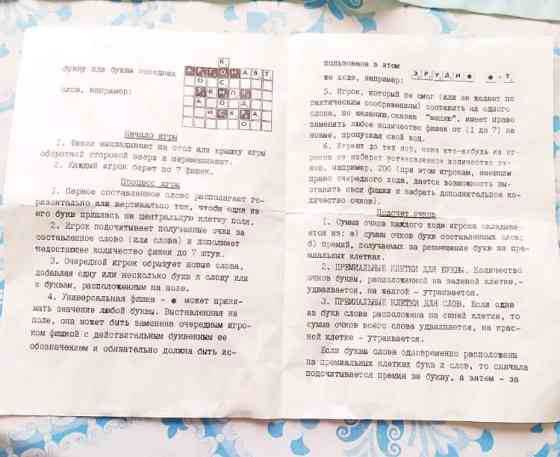 букву или буквы соседних
слов, например:
К
А Р Г О Н А В Т
О С
К И Л
А О Д
И С К Р А
О
Начало игры
1. Фишки выкладывают на стол или крышку игры
оборотной стороной вверх и перемешивают.
2. Каждый игрок берет по 7 фишек.
Процесс игры
1. Первое составленное слово располагает го-
ризонтально или вертикально так, чтобы одна из
его букв пришлась на центральную клетку поля.
2. Игрок подсчитывает полученные очки за
составленное слово (или слова) и дополняет
недостающее количество фишек до 7 штук.
3. Очередной игрок образует новые слова,
добавляя одну или несколько букв к слову или
к буквам, расположенным на поле.
4. Универсальная фишка - ● может прини-
мать значение любой буквы. Выставленная на
поле, она может быть заменена очередным игро-
ком фишкой с действительным буквенным ее
обозначением и обязательно должна быть ис-
пользована в этом
же ходе, например: Э Р У Д И ● ● - Т
5. Игрок, который не смог (или не желает по
тактическим соображениям) составить ни одного
слова, по желанию, сказав "меняю", имеет право
заменить любое количество фишек от (1 до 7) на
новые, пропуская свой ход.
6. Играют до тех пор, пока кто-нибудь из иг-
роков не наберет установленное количество оч-
ков, например, 200 (при этом игрокам, имевшим
право очередного хода, дается возможность вы-
ставить свои фишки и набрать дополнительное ко-
личество очков).
Подсчет очков
1. Сумма очков каждого хода игрока складыва-
ется из: а) суммы очков букв составленных слов;
б) премий, получаемых за размещение букв на пре-
миальных клетках.
2. ПРЕМИАЛЬНЫЕ КЛЕТКИ ДЛЯ БУКВЫ. Количество
очков буквы, расположенной на зеленой клетке,-
удваивается, на желтой - утраивается.
3. ПРЕМИАЛЬНЫЕ КЛЕТКИ ДЛЯ СЛОВ. Если одна
из букв слова расположена на синей клетке, то
сумма очков всего слова удваивается, на крас-
ной клетке - утраивается.
Если буквы слова одновременно расположены
на премиальных клетках букв и слов, то сначала
подсчитывается премия за букву, а затем - за